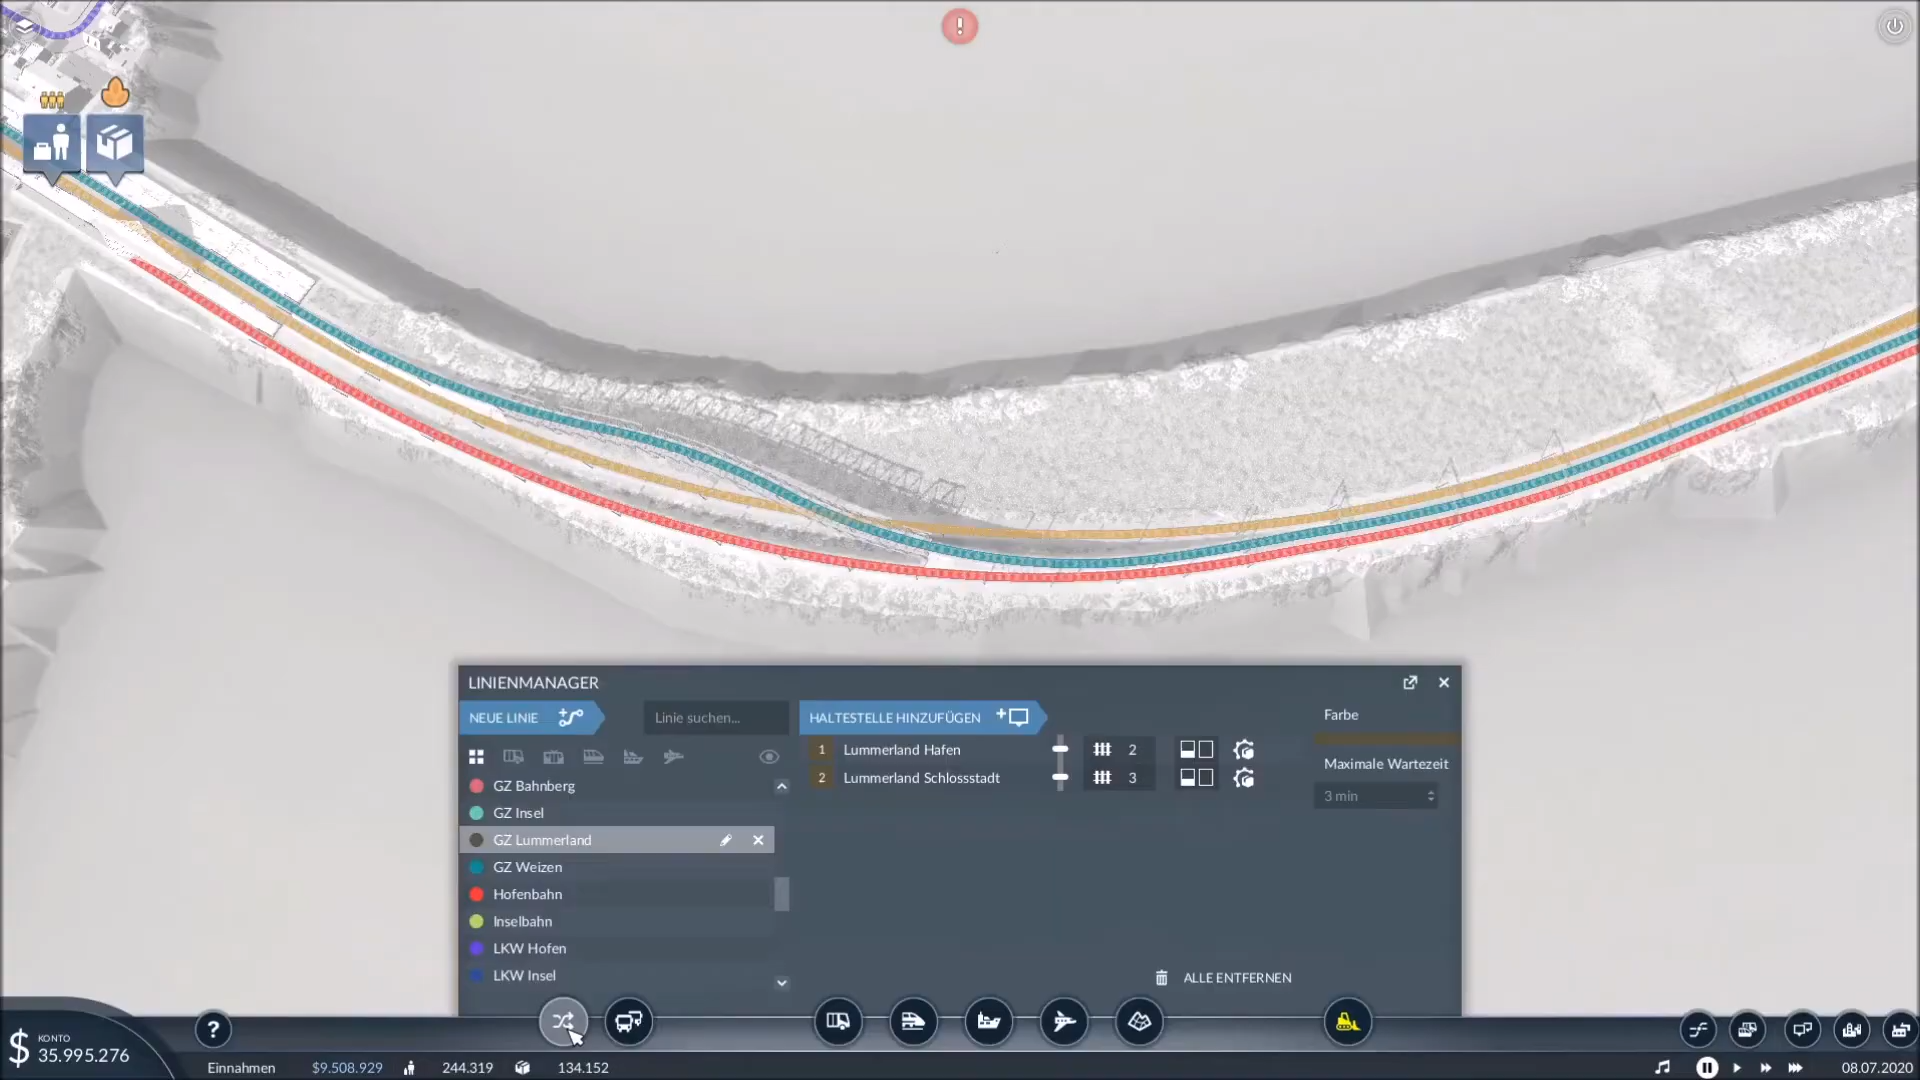 !
LINIENMANAGER
NEUE LINIE
Linie suchen...
HALTESTELLE HINZUFÜGEN
Farbe
1 Lummerland Hafen 2
2 Lummerland Schlossstadt 3
Maximale Wartezeit
3 min
GZ Bahnberg
GZ Insel
GZ Lummerland
GZ Weizen
Hofenbahn
Inselbahn
LKW Hofen
LKW Insel
ALLE ENTFERNEN
?
$ KONTO
35.995.276
Einnahmen $9.508.929 244.319 134.152
08.07.2020